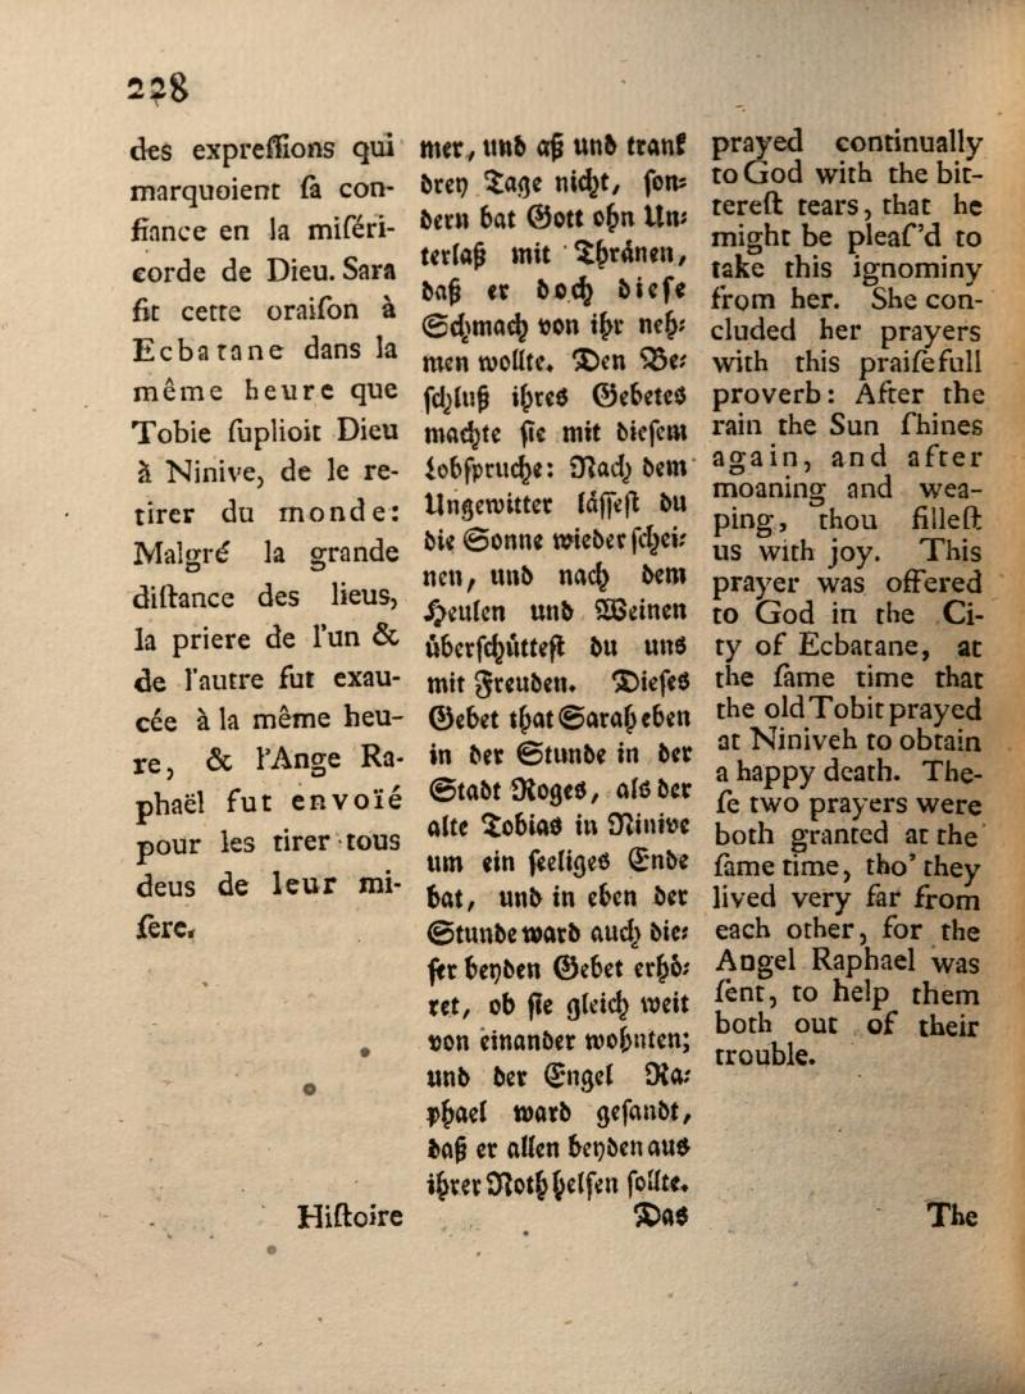 228
des expreſſions qui
marquoient ſa con-
fiance en la miſéri-
corde de Dieu. Sara
fit cette oraiſon à
Ecbatane dans la
même heure que
Tobie ſuplioit Dieu
à Ninive, de le re-
tirer du monde:
Malgré la grande
diſtance des lieus,
la priere de l'un &
de l'autre fut exau-
cée à la même heu-
re, & l'Ange Ra-
phaël fut envoïé
pour les tirer tous
deus de leur mi-
ſere.
Hiſtoire
mer, und aß und trank
drey Tage nicht, ſon-
dern bat Gott ohn Un-
terlaß mit Thränen,
daß er doch dieſe
Schmach von ihr neh-
men wollte. Den Be-
ſchluß ihres Gebetes
machte ſie mit dieſem
Lobſpruche: Nach dem
Ungewitter läſſeſt du
die Sonne wieder ſchei-
nen, und nach dem
Heulen und Weinen
überſchütteſt du uns
mit Freuden. Dieſes
Gebet that Sarah eben
in der Stunde in der
Stadt Roges, als der
alte Tobias in Ninive
um ein ſeeliges Ende
bat, und in eben der
Stunde ward auch die-
ſer beyden Gebet erhö-
ret, ob ſie gleich weit
von einander wohnten;
und der Engel Ra-
phael ward geſandt,
daß er allen beyden aus
ihrer Noth helfen ſollte.
Das
prayed continually
to God with the bit-
tereſt tears, that he
might be pleaſ'd to
take this ignominy
from her. She con-
cluded her prayers
with this praiſefull
proverb: After the
rain the Sun ſhines
again, and after
moaning and wea-
ping, thou filleſt
us with joy. This
prayer was offered
to God in the Ci-
ty of Ecbatane, at
the ſame time that
the old Tobit prayed
at Niniveh to obtain
a happy death. The-
ſe two prayers were
both granted at the
ſame time, tho' they
lived very far from
each other, for the
Angel Raphael was
ſent, to help them
both out of their
trouble.
The